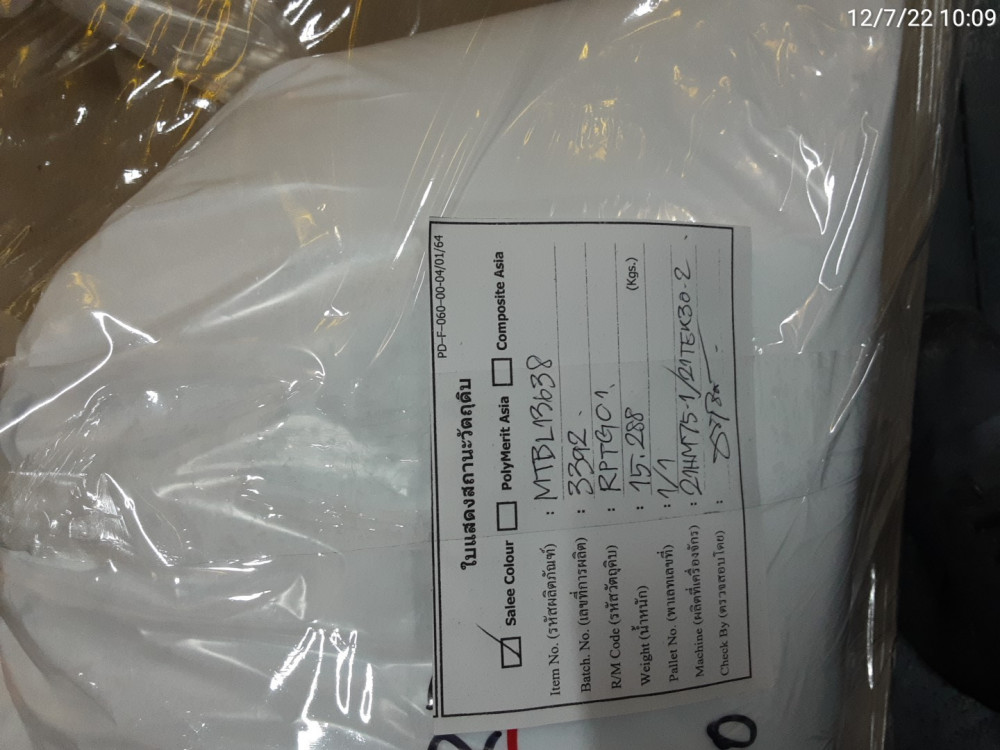 12/7/22 10:09
PD-F-060-00-04/01/64
ใบแสดงสถานะวัตถุดิบ
Salee Colour PolyMerit Asia Composite Asia
Item No. (รหัสผลิตภัณฑ์) : MTBL13638
Batch. No. (เลขที่การผลิต) : 3392.
R/M Code (รหัสวัตถุดิบ) : RPTG01
Weight (น้ำหนัก) : 15.288 (Kgs.)
Pallet No. (พาเลทเลขที่) : 1/1
Machine (ผลิตที่เครื่องจักร) : 21HM75-1/21TEK30-2
Check By (ตรวจสอบโดย) :